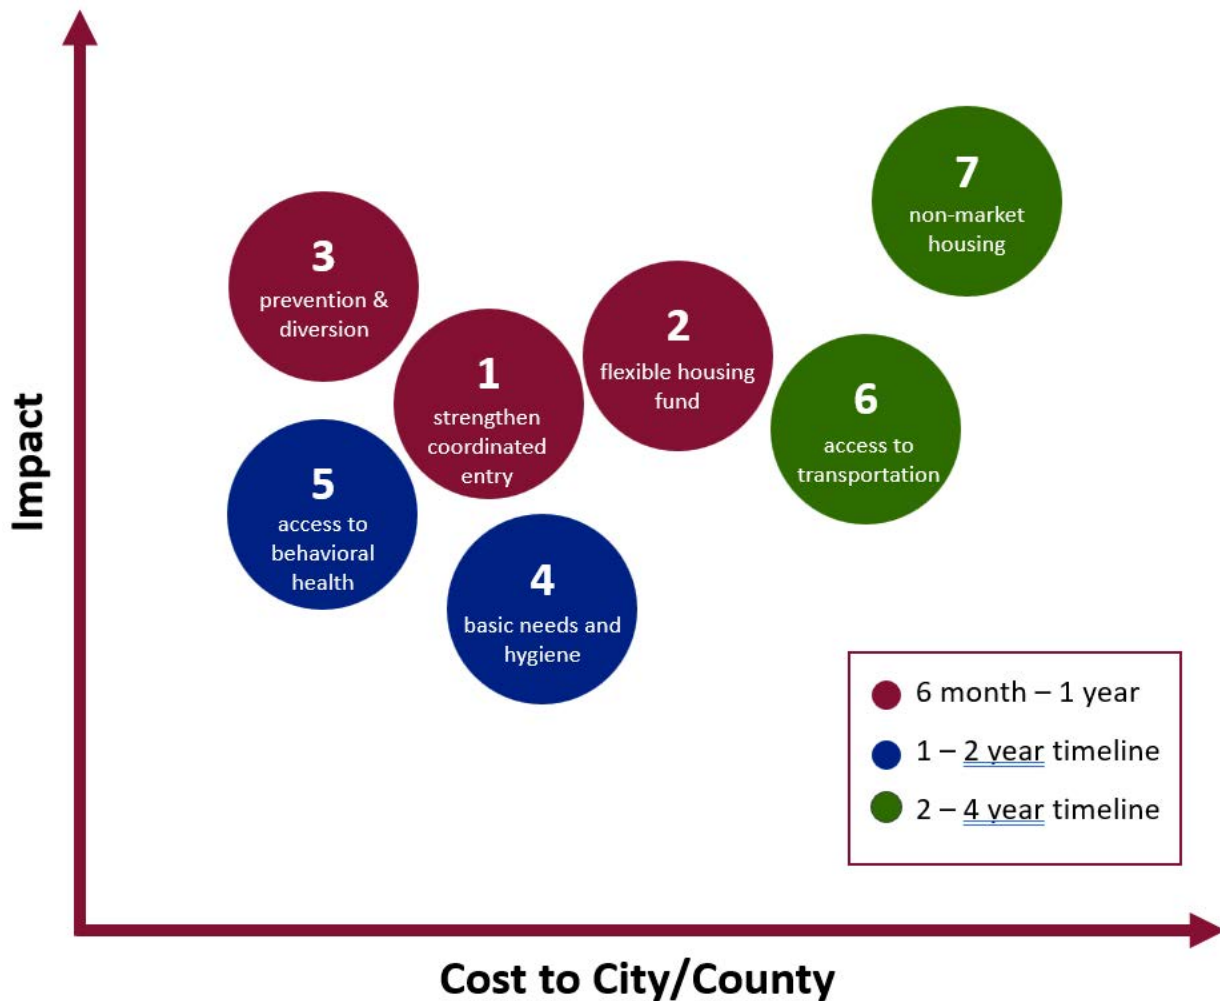 Impact
7
non-market
housing
3
prevention &
diversion
2
flexible housing
fund
1
strengthen
coordinated
entry
6
access to
transportation
5
access to
behavioral
health
4
basic needs and
hygiene
6 month – 1 year
1 – 2 year timeline
2 – 4 year timeline
Cost to City/County